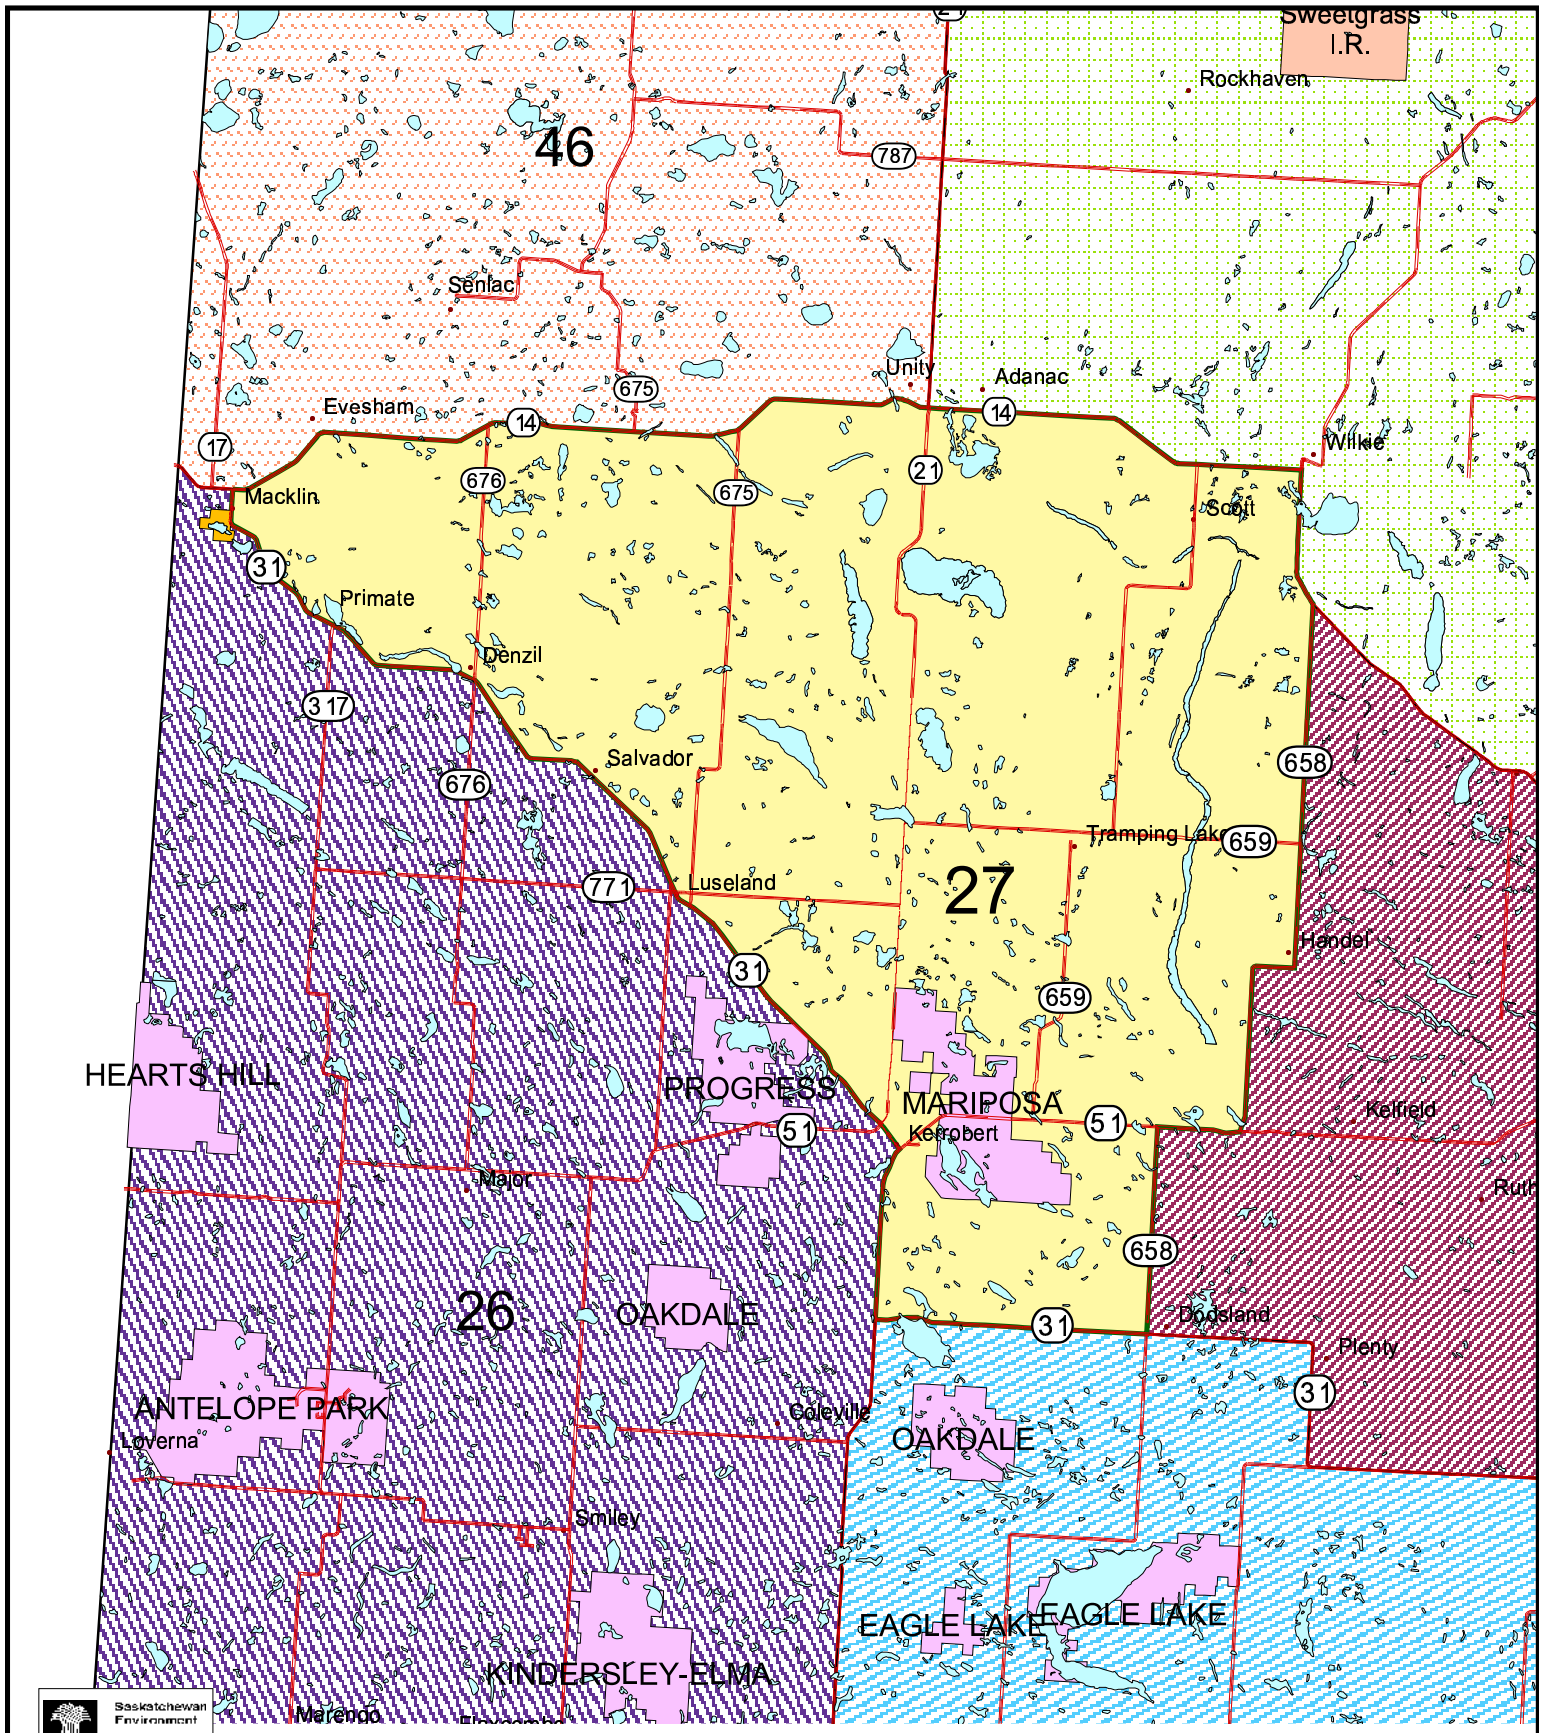 21
Sweetgrass
I.R.
Rockhaven
46
787
Senlac
Unity
Adanac
675
Evesham
14
14
17
Wilkie
21
676
675
Macklin
Scott
31
Primate
Denzil
317
Salvador
658
676
Tramping Lake
659
Luseland
771
27
Handel
31
659
HEARTS HILL
PROGRESS
MARIPOSA
Kelfield
51
51
Kerrobert
Major
658
26
OAKDALE
Dodsland
31
Plenty
31
ANTELOPE PARK
Coleville
Loverna
OAKDALE
Smiley
EAGLE LAKE
EAGLE LAKE
KINDERSLEY-ELMA
Saskatchewan
Environment
Marengo